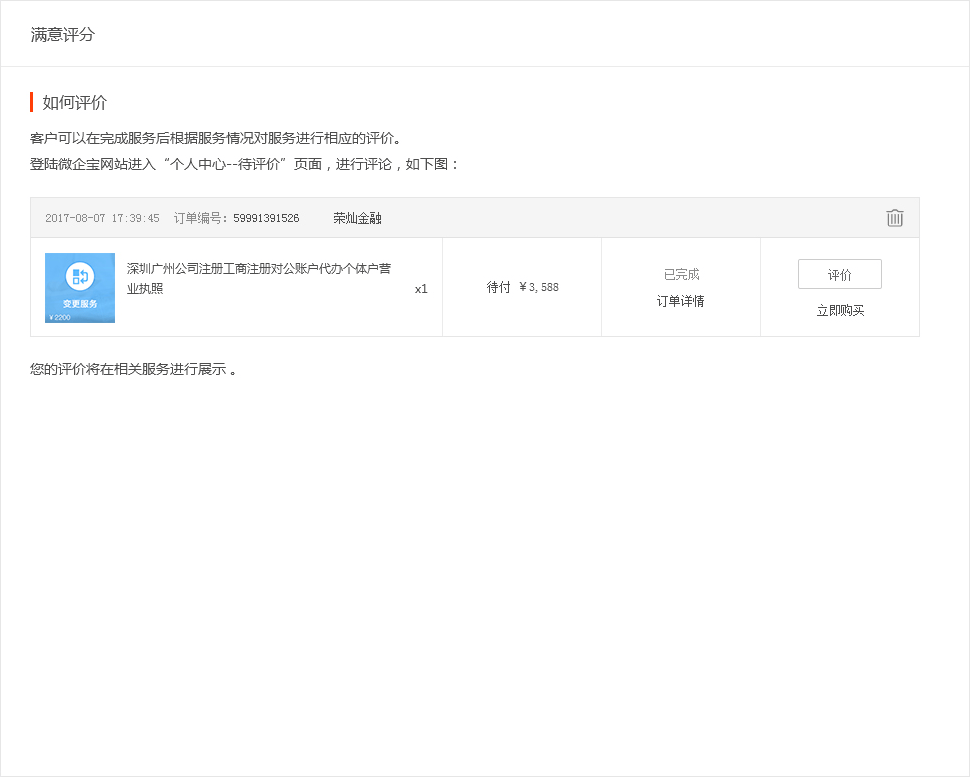 满意评分
如何评价
客户可以在完成服务后根据服务情况对服务进行相应的评价。
登陆微企宝网站进入“个人中心--待评价”页面，进行评论，如下图：
2017-08-07 17:39:45 订单编号: 59991391526 荣灿金融
变更服务
¥2200
深圳广州公司注册工商注册对公账户代办个体户营
业执照
x1
待付 ¥3,588
已完成
订单详情
评价
立即购买
您的评价将在相关服务进行展示 。